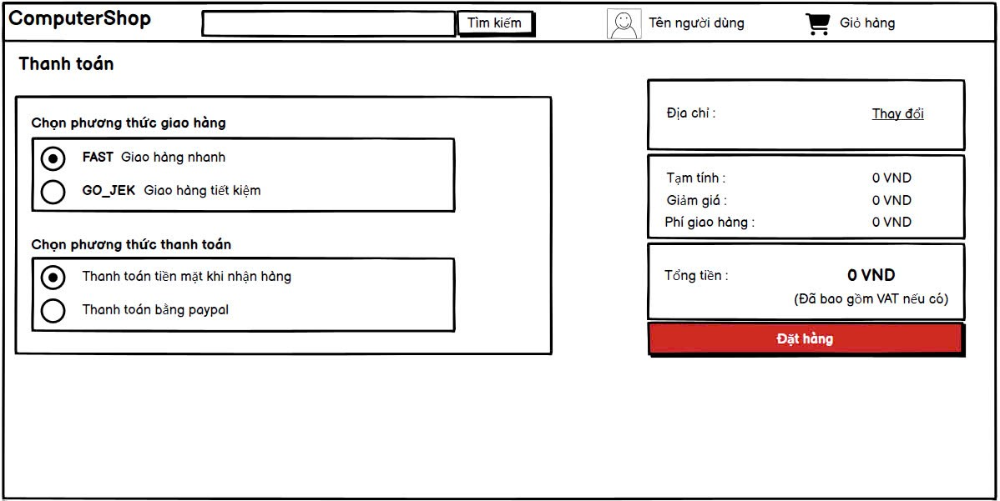 ComputerShop
Tìm kiếm
Tên người dùng
Giỏ hàng
Thanh toán
Chọn phương thức giao hàng
FAST Giao hàng nhanh
GO_JEK Giao hàng tiết kiệm
Chọn phương thức thanh toán
Thanh toán tiền mặt khi nhận hàng
Thanh toán bằng paypal
Địa chỉ : Thay đổi
Tạm tính : 0 VND
Giảm giá : 0 VND
Phí giao hàng : 0 VND
Tổng tiền : 0 VND
(Đã bao gồm VAT nếu có)
Đặt hàng